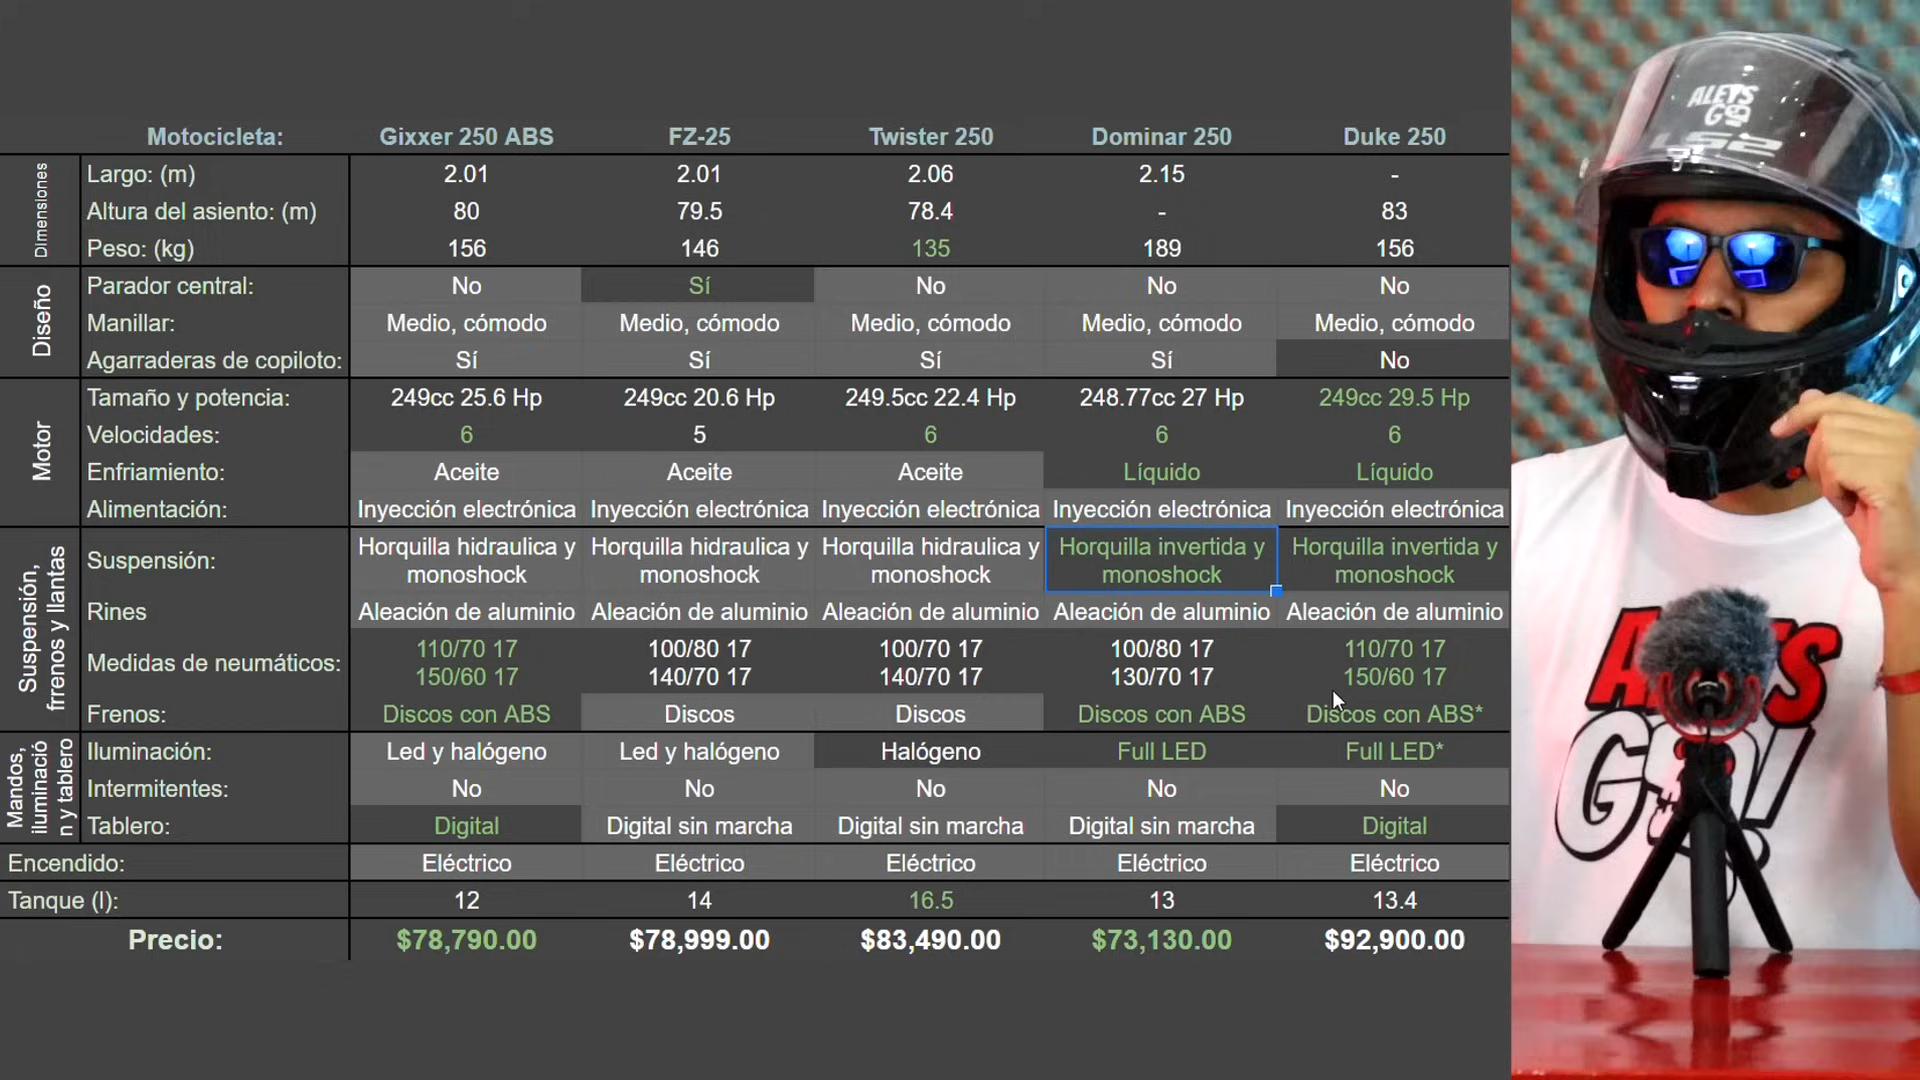 Motocicleta: Gixxer 250 ABS FZ-25 Twister 250 Dominar 250 Duke 250
Dimensiones
Largo: (m) 2.01 2.01 2.06 2.15 -
Altura del asiento: (m) 80 79.5 78.4 - 83
Peso: (kg) 156 146 135 189 156
Diseño
Parador central: No Sí No No No
Manillar: Medio, cómodo Medio, cómodo Medio, cómodo Medio, cómodo Medio, cómodo
Agarraderas de copiloto: Sí Sí Sí Sí No
Motor
Tamaño y potencia: 249cc 25.6 Hp 249cc 20.6 Hp 249.5cc 22.4 Hp 248.77cc 27 Hp 249cc 29.5 Hp
Velocidades: 6 5 6 6 6
Enfriamiento: Aceite Aceite Aceite Líquido Líquido
Alimentación: Inyección electrónica Inyección electrónica Inyección electrónica Inyección electrónica Inyección electrónica
Suspensión,
frrenos y llantas
Suspensión: Horquilla hidraulica y Horquilla hidraulica y Horquilla hidraulica y Horquilla invertida y Horquilla invertida y
monoshock monoshock monoshock monoshock monoshock
Rines Aleación de aluminio Aleación de aluminio Aleación de aluminio Aleación de aluminio Aleación de aluminio
Medidas de neumáticos: 110/70 17 100/80 17 100/70 17 100/80 17 110/70 17
150/60 17 140/70 17 140/70 17 130/70 17 150/60 17
Frenos: Discos con ABS Discos Discos Discos con ABS Discos con ABS*
Mandos,
iluminació
n y tablero
Iluminación: Led y halógeno Led y halógeno Halógeno Full LED Full LED*
Intermitentes: No No No No No
Tablero: Digital Digital sin marcha Digital sin marcha Digital sin marcha Digital
Encendido: Eléctrico Eléctrico Eléctrico Eléctrico Eléctrico
Tanque (l): 12 14 16.5 13 13.4
Precio: $78,790.00 $78,999.00 $83,490.00 $73,130.00 $92,900.00
ALETS
GO
LS2